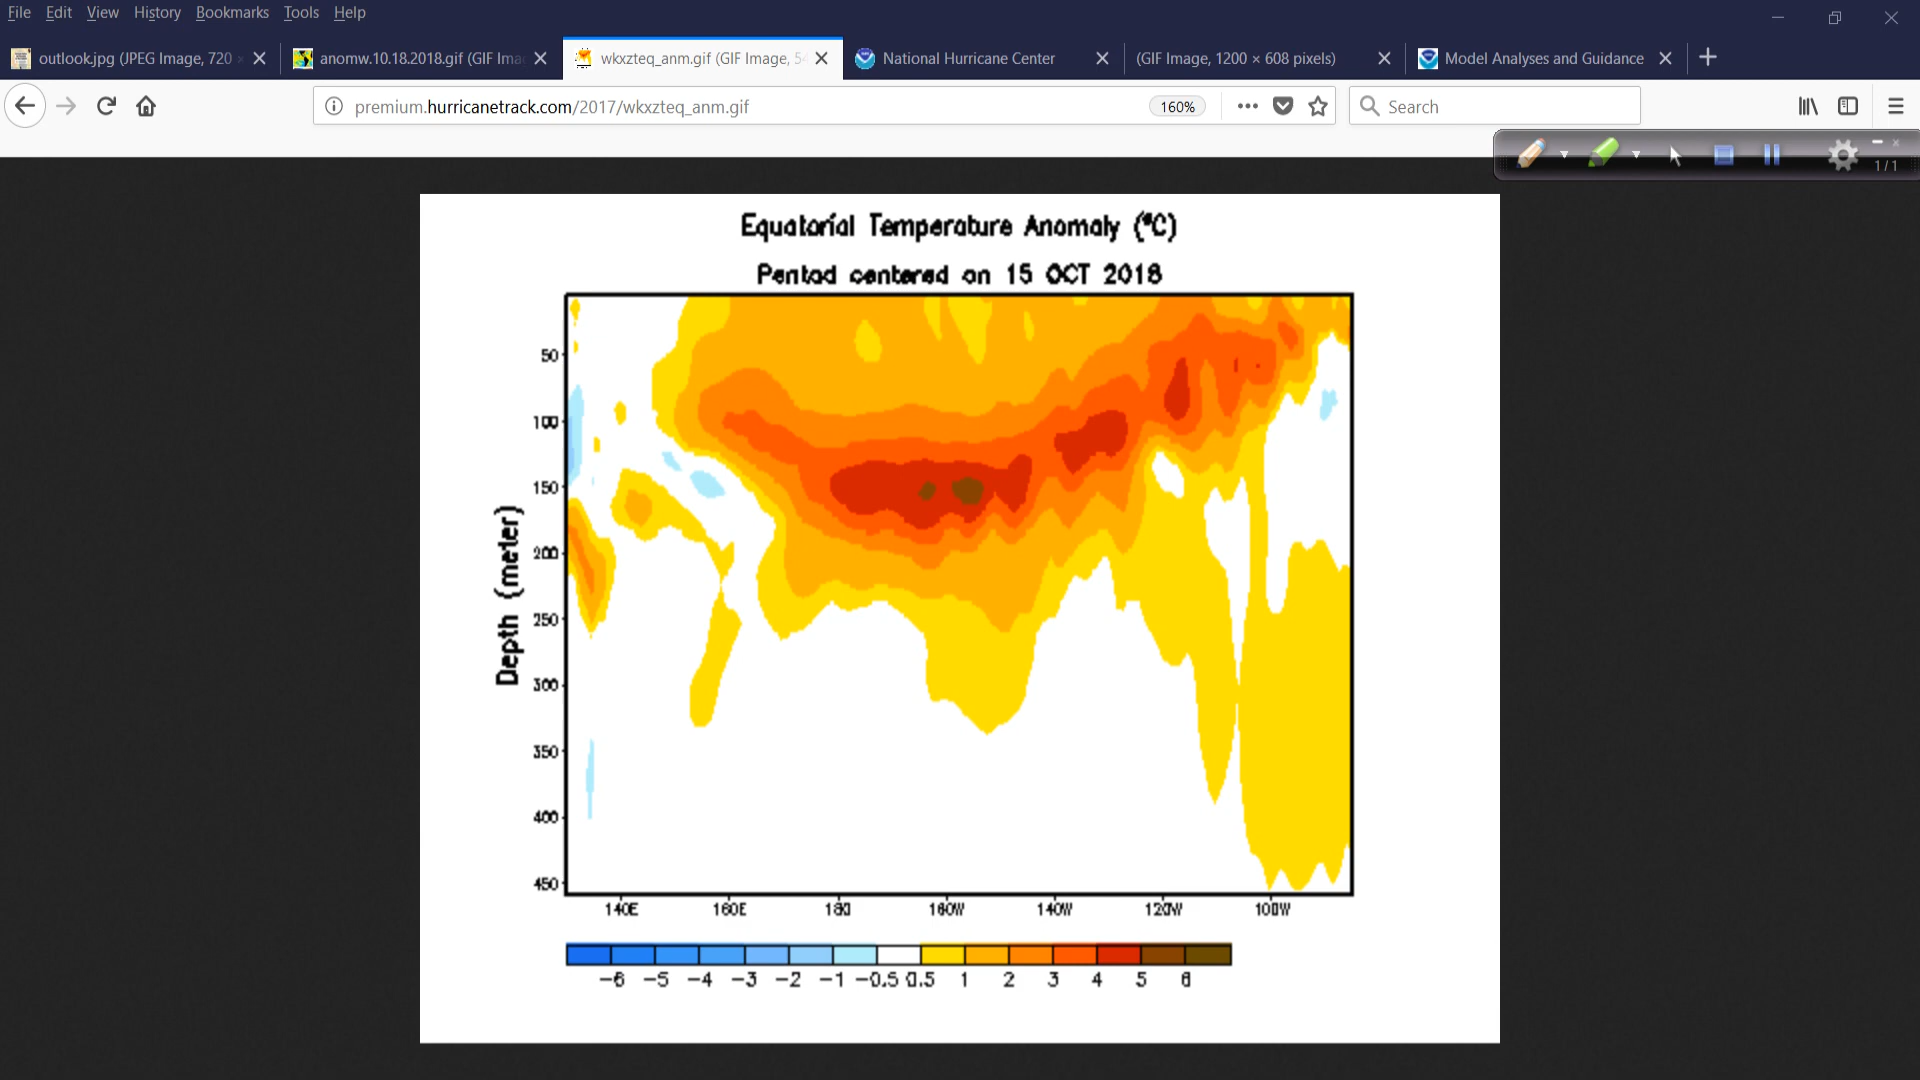 File Edit View History Bookmarks Tools Help
outlook.jpg (JPEG Image, 720
anomw.10.18.2018.gif (GIF Ima
wkxzteq_anm.gif (GIF Image, 54
National Hurricane Center
(GIF Image, 1200 × 608 pixels)
Model Analyses and Guidance
premium.hurricanetrack.com/2017/wkxzteq_anm.gif
160%
Search
1/1
Equatorial Temperature Anomaly (°C)
Pentad centered on 15 OCT 2018
Depth (meter)
50
100
150
200
250
300
350
400
450
140E 160E 180 160W 140W 120W 100W
-6 -5 -4 -3 -2 -1 -0.5 0.5 1 2 3 4 5 6